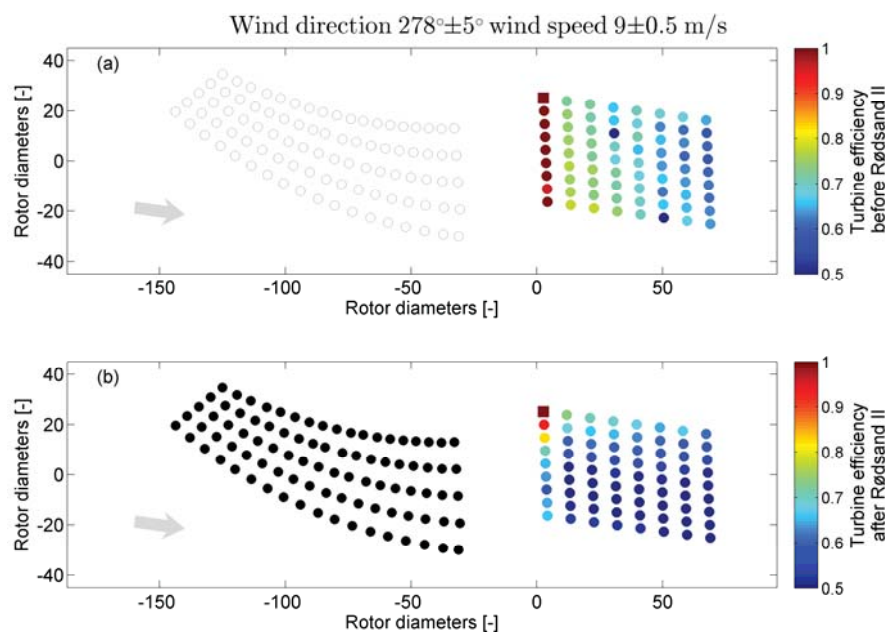 Wind direction 278°±5° wind speed 9±0.5 m/s
(a)
40
20
0
-20
-40
Rotor diameters [-]
-150 -100 -50 0 50
Rotor diameters [-]
1
0.9
0.8
0.7
0.6
0.5
Turbine efficiency
before Rødsand II
(b)
40
20
0
-20
-40
Rotor diameters [-]
-150 -100 -50 0 50
Rotor diameters [-]
1
0.9
0.8
0.7
0.6
0.5
Turbine efficiency
after Rødsand II